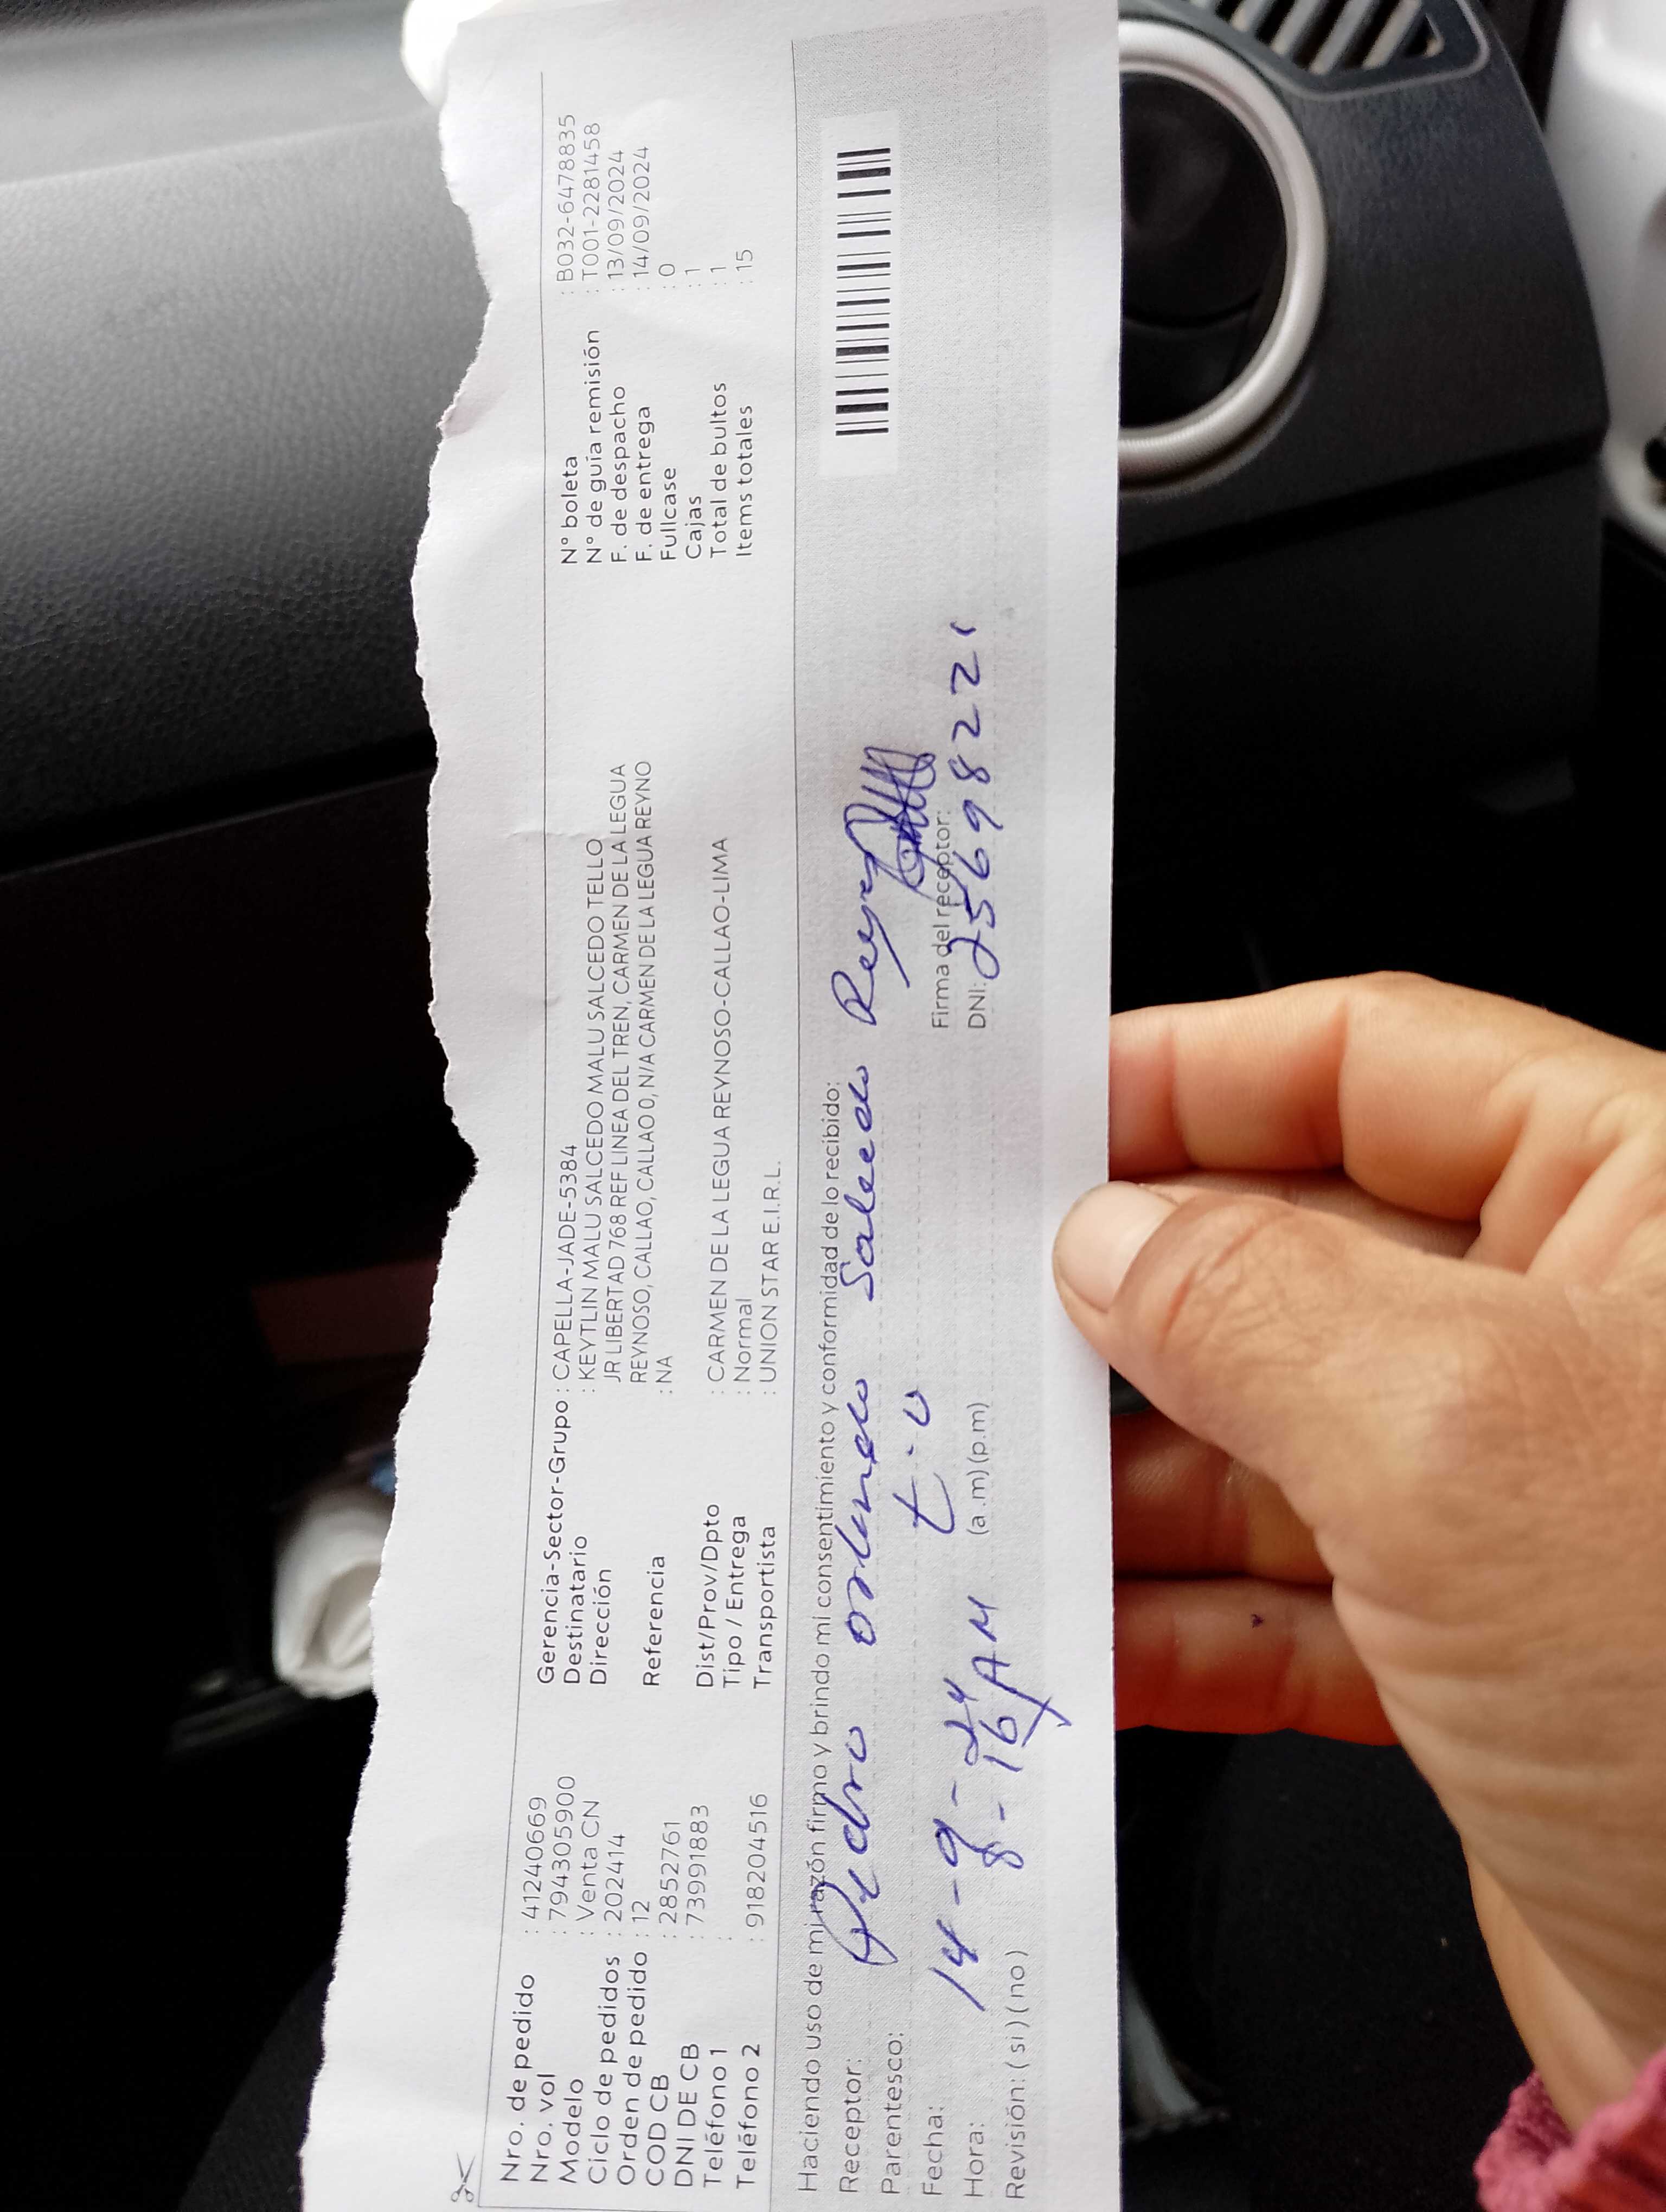 Nro. de pedido : 41240669
Nro. vol : 794305900
Modelo : Venta CN
Ciclo de pedidos : 202414
Orden de pedido : 12
COD CB : 2852761
DNI DE CB : 73991883
Teléfono 1 :
Teléfono 2 : 918204516
Gerencia-Sector-Grupo : CAPELLA-JADE-5384
Destinatario : KEYTLIN MALU SALCEDO MALU SALCEDO TELLO
Dirección JR LIBERTAD 768 REF LINEA DEL TREN, CARMEN DE LA LEGUA
REYNOSO, CALLAO, CALLAO 0, N/A CARMEN DE LA LEGUA REYNO
Referencia : NA
Dist/Prov/Dpto : CARMEN DE LA LEGUA REYNOSO-CALLAO-LIMA
Tipo / Entrega : Normal
Transportista : UNION STAR E.I.R.L.
N° boleta : B032-6478835
N° de guía remisión : T001-2281458
F. de despacho : 13/09/2024
F. de entrega : 14/09/2024
Fullcase : 0
Cajas : 1
Total de bultos : 1
Items totales : 15
Haciendo uso de mi razón firmo y brindo mi consentimiento y conformidad de lo recibido:
Receptor: Pedro orlando Salcedo Reyes
Parentesco: t.o
Fecha: 14-9-24
Firma del receptor:
Hora: 8-16 AM (a.m) (p.m)
DNI: 25698221
Revisión: (si) (no)